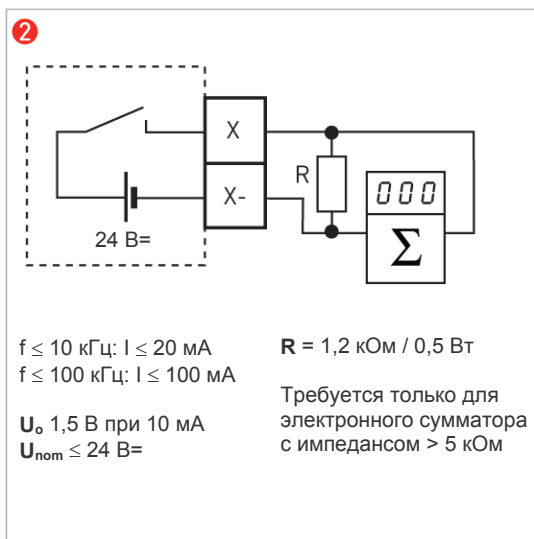 2
X
X-
24 В=
R
000
Σ
f ≤ 10 кГц: I ≤ 20 мА
f ≤ 100 кГц: I ≤ 100 мА
Uₒ 1,5 В при 10 мА
Unom ≤ 24 В=
R = 1,2 кОм / 0,5 Вт
Требуется только для
электронного сумматора
с импедансом > 5 кОм